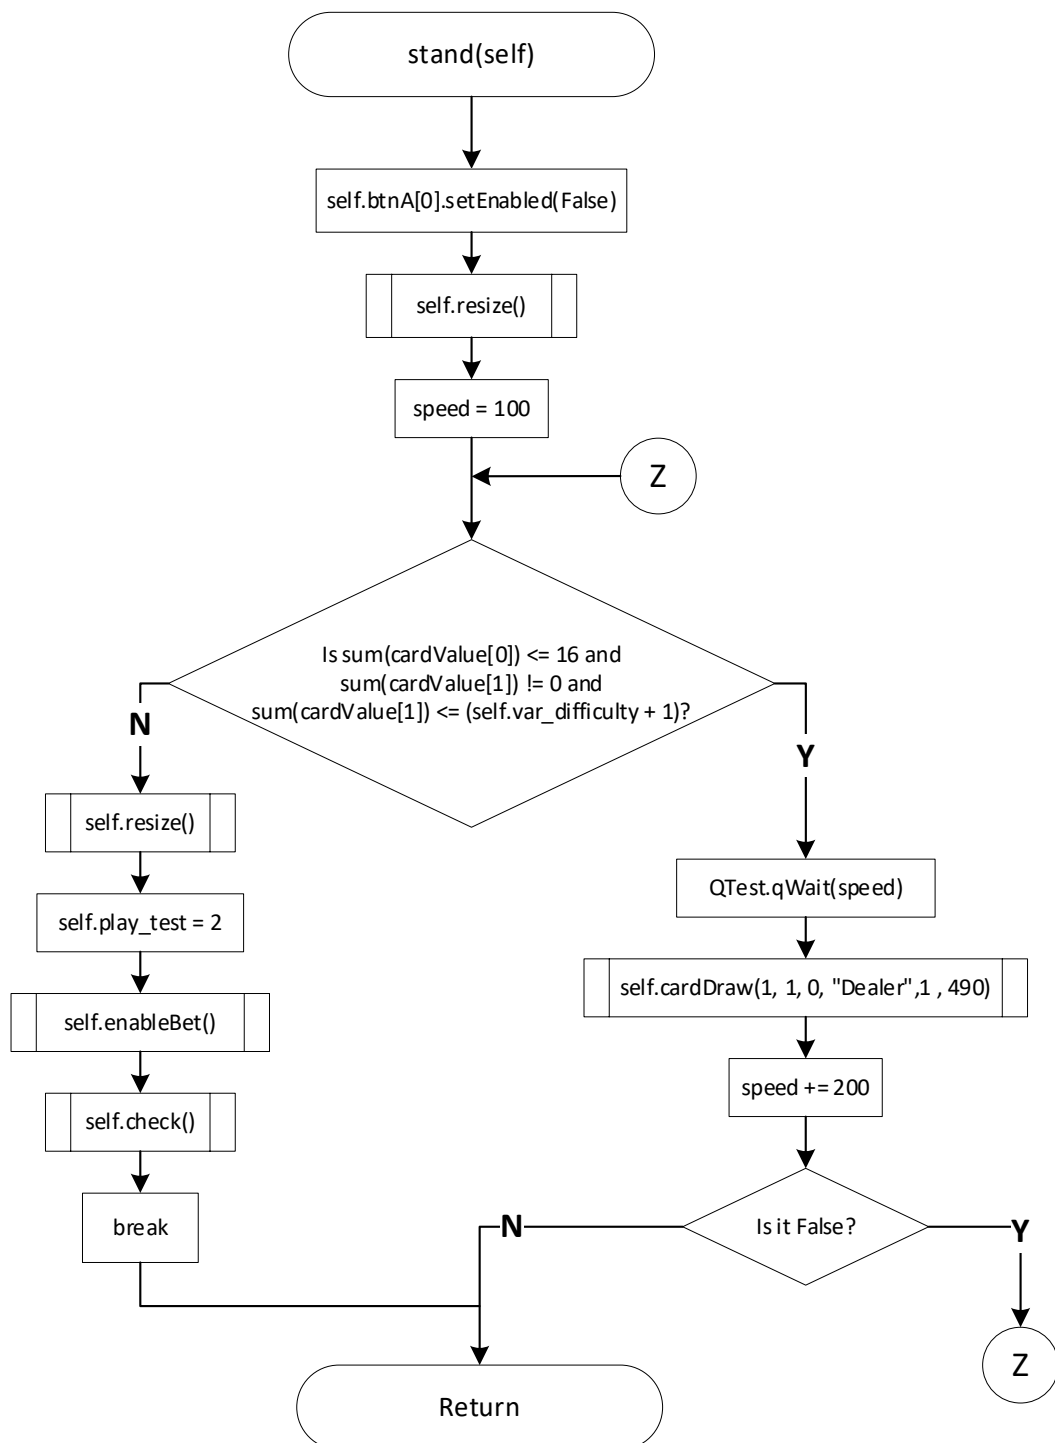 stand(self)
self.btnA[0].setEnabled(False)
self.resize()
speed = 100
Z
Is sum(cardValue[0]) <= 16 and
sum(cardValue[1]) != 0 and
sum(cardValue[1]) <= (self.var_difficulty + 1)?
N
Y
self.resize()
self.play_test = 2
self.enableBet()
self.check()
break
QTest.qWait(speed)
self.cardDraw(1, 1, 0, "Dealer",1 , 490)
speed += 200
Is it False?
N
Y
Z
Return